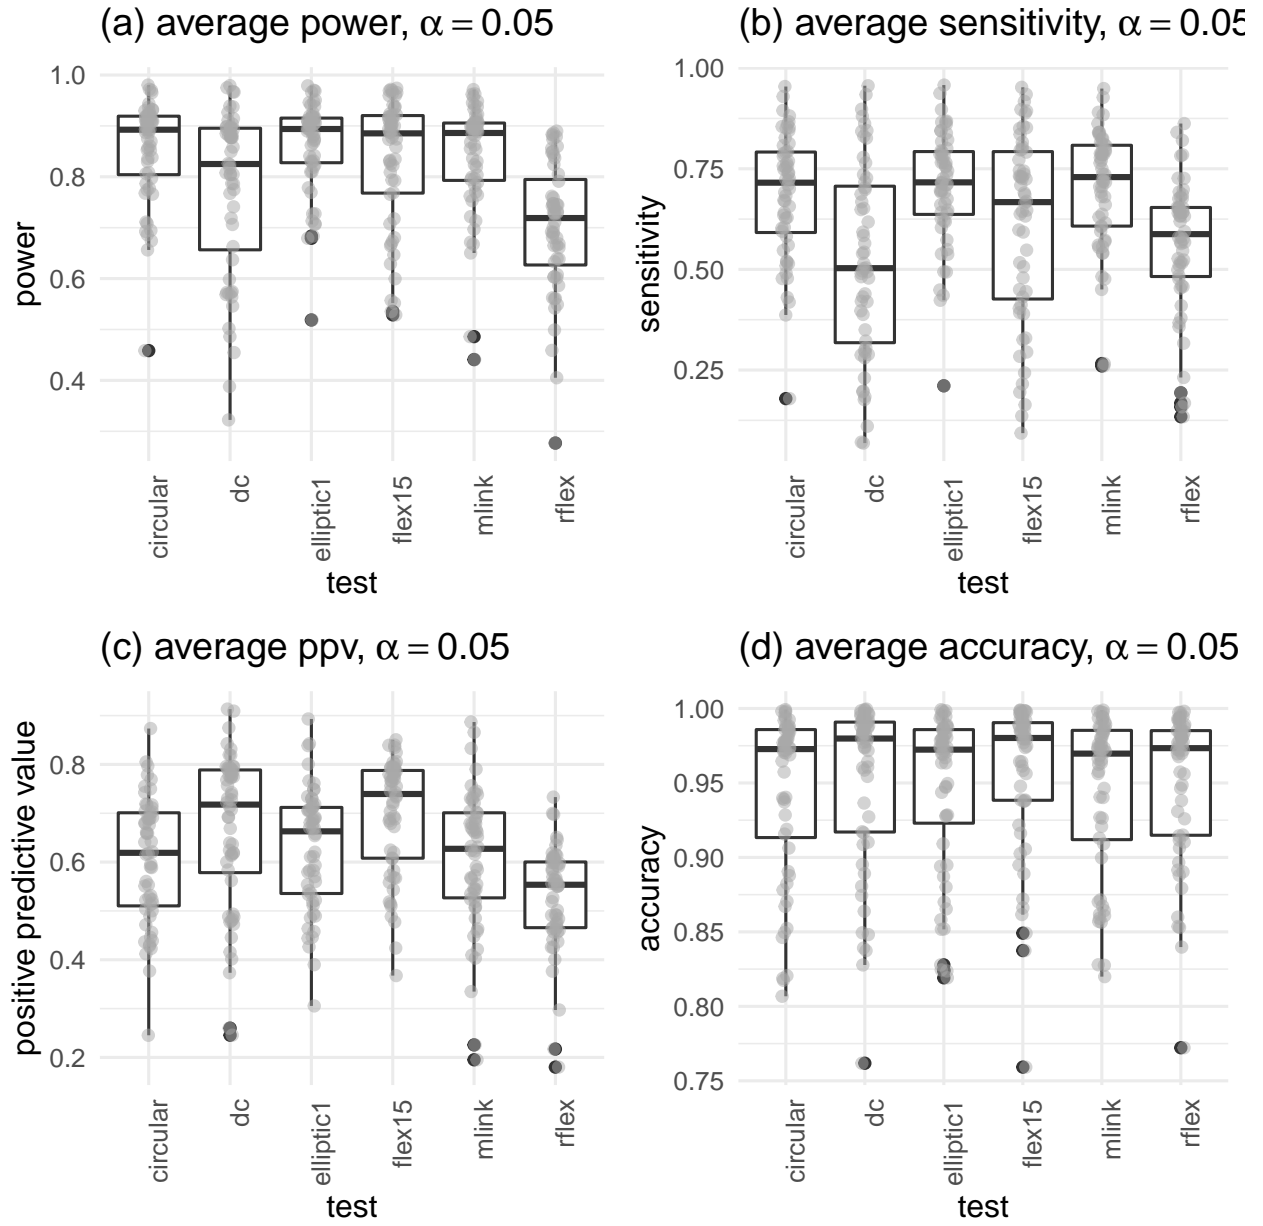 (a) average power, α = 0.05
1.0
0.8
0.6
0.4
power
circular
dc
elliptic1
flex15
mlink
rflex
test
(b) average sensitivity, α = 0.05
1.00
0.75
0.50
0.25
sensitivity
circular
dc
elliptic1
flex15
mlink
rflex
test
(c) average ppv, α = 0.05
0.8
0.6
0.4
0.2
positive predictive value
circular
dc
elliptic1
flex15
mlink
rflex
test
(d) average accuracy, α = 0.05
1.00
0.95
0.90
0.85
0.80
0.75
accuracy
circular
dc
elliptic1
flex15
mlink
rflex
test